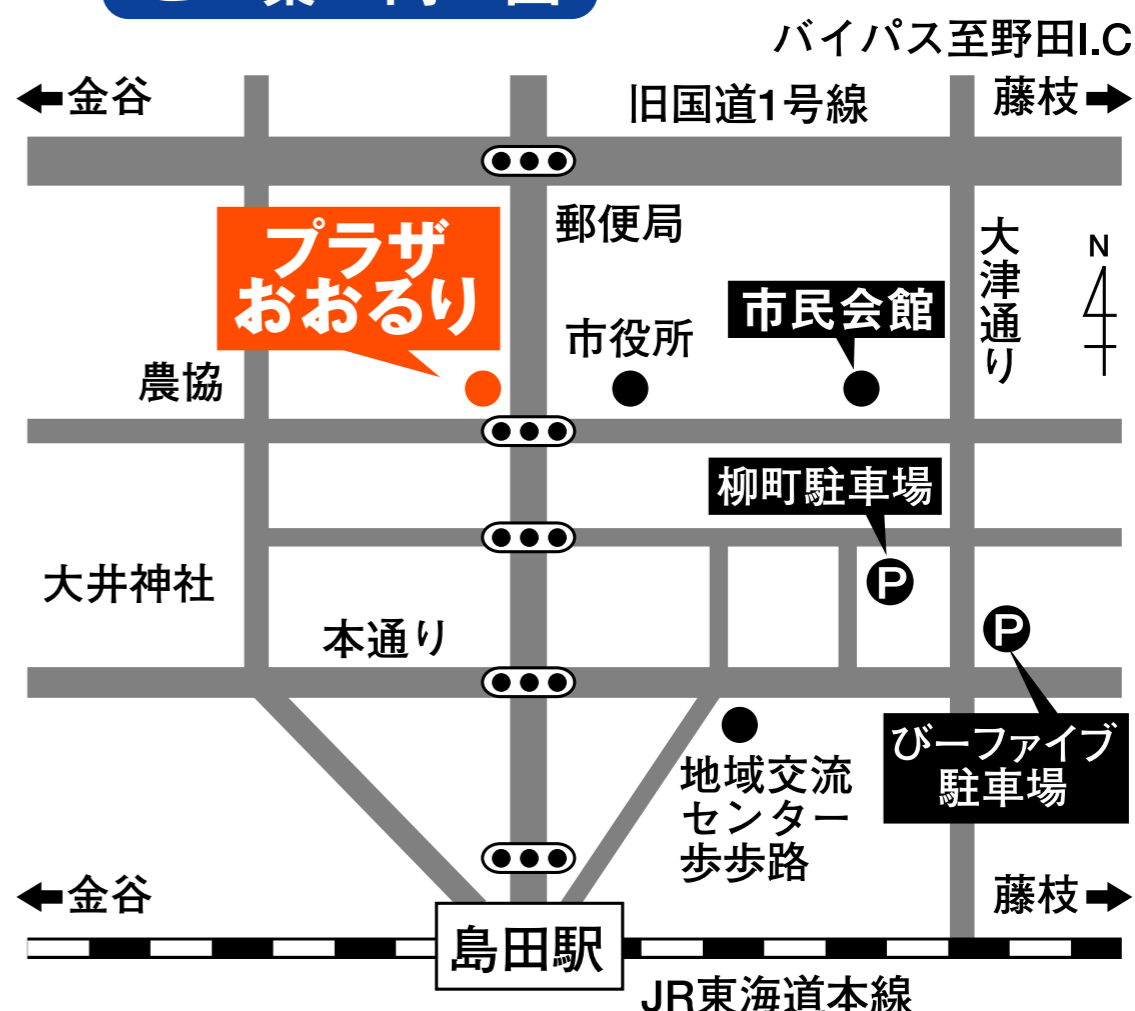 バイパス至野田I.C
金谷
旧国道1号線
藤枝
郵便局
プラザ
おおるり
大津通り
N
市民会館
市役所
農協
柳町駐車場
P
大井神社
本通り
P
びーファイブ
駐車場
地域交流
センター
歩歩路
金谷
藤枝
島田駅
JR東海道本線